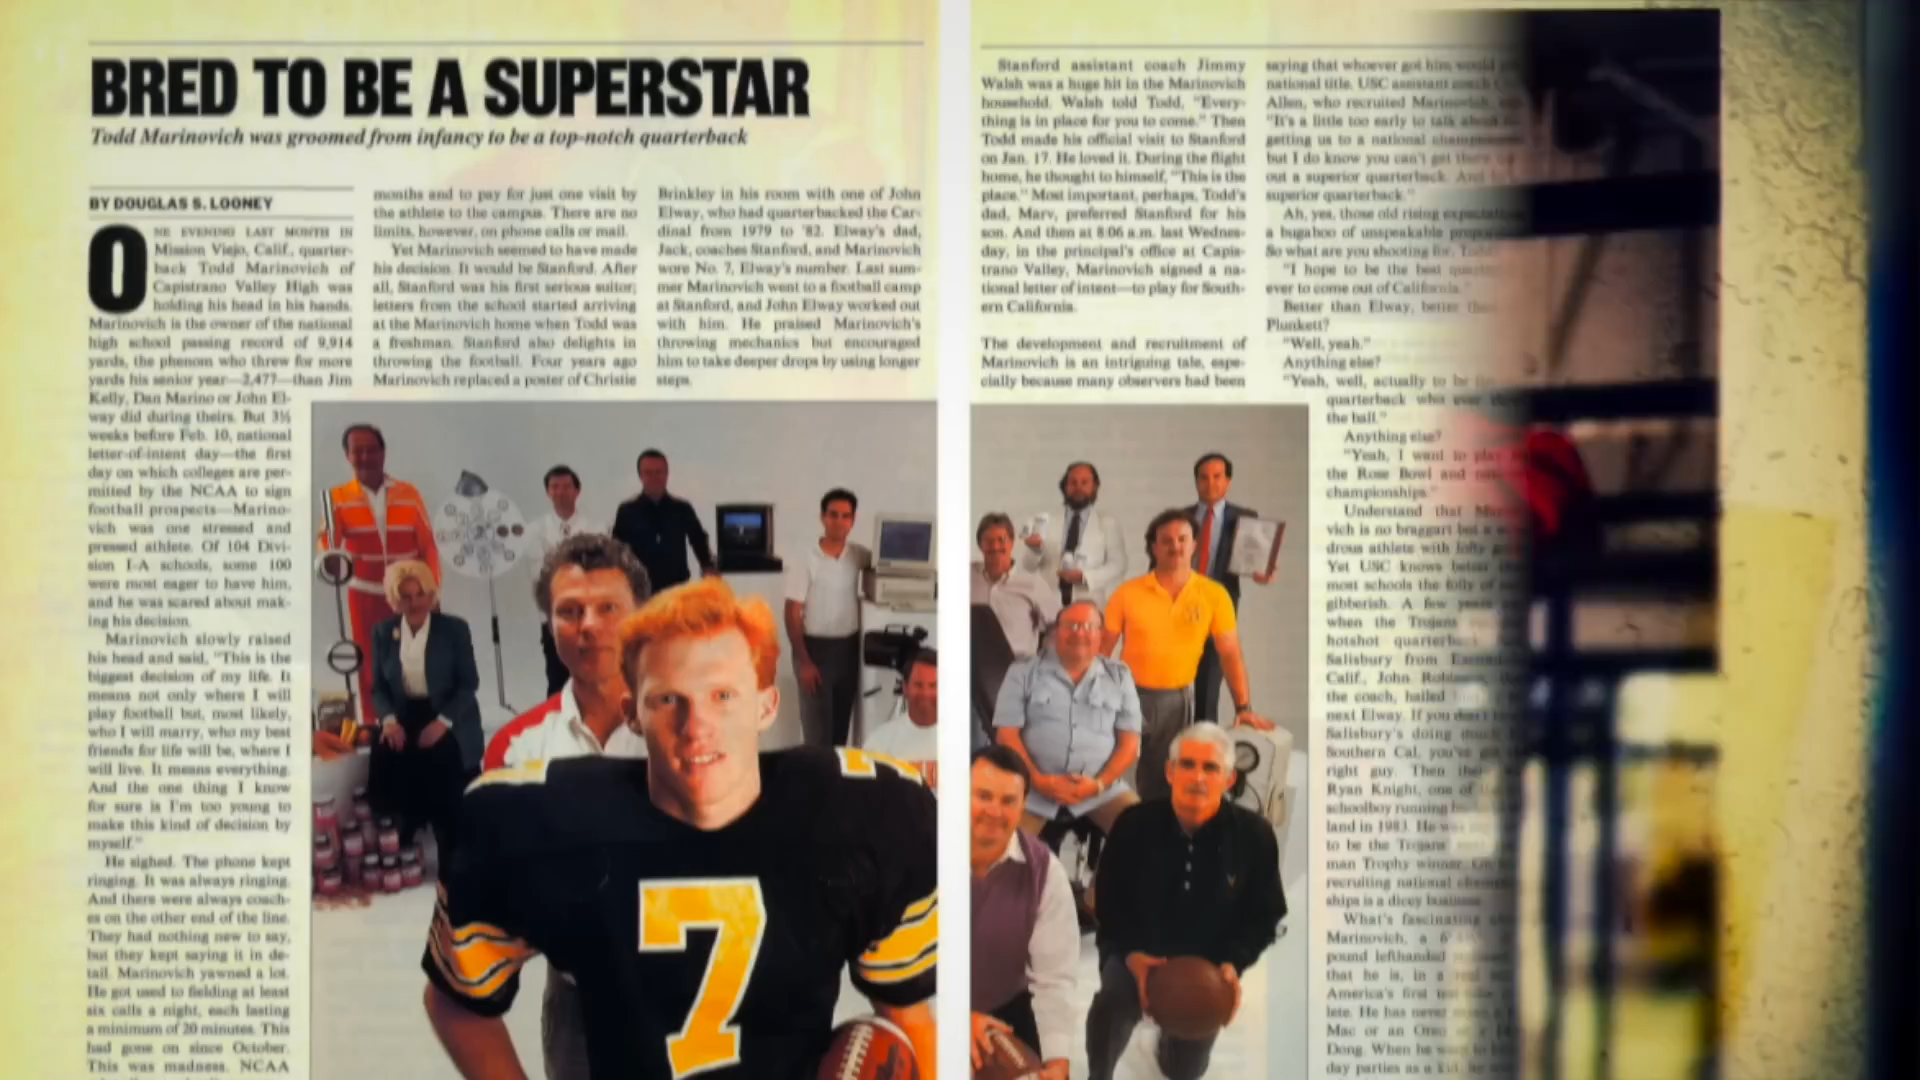 BRED TO BE A SUPERSTAR
Todd Marinovich was groomed from infancy to be a top-notch quarterback
BY DOUGLAS S. LOONEY
ONE EVENING LAST MONTH IN
Mission Viejo, Calif., quarter-
back Todd Marinovich of
Capistrano Valley High was
holding his head in his hands.
Marinovich is the owner of the national
high school passing record of 9,914
yards, the phenom who threw for more
yards his senior year—2,477—than Jim
Kelly, Dan Marino or John El-
way did during theirs. But 3½
weeks before Feb. 10, national
letter-of-intent day—the first
day on which colleges are per-
mitted by the NCAA to sign
football prospects—Marino-
vich was one stressed and
pressed athlete. Of 104 Divi-
sion I-A schools, some 100
were most eager to have him,
and he was scared about mak-
ing his decision.
Marinovich slowly raised
his head and said, "This is the
biggest decision of my life. It
means not only where I will
play football but, most likely,
who I will marry, who my best
friends for life will be, where I
will live. It means everything.
And the one thing I know
for sure is I'm too young to
make this kind of decision by
myself."
He sighed. The phone kept
ringing. It was always ringing.
And there were always coach-
es on the other end of the line.
They had nothing new to say,
but they kept saying it in de-
tail. Marinovich yawned a lot.
He got used to fielding at least
six calls a night, each lasting
a minimum of 20 minutes. This
had gone on since October.
This was madness. NCAA
months and to pay for just one visit by
the athlete to the campus. There are no
limits, however, on phone calls or mail.
Yet Marinovich seemed to have made
his decision. It would be Stanford. After
all, Stanford was his first serious suitor;
letters from the school started arriving
at the Marinovich home when Todd was
a freshman. Stanford also delights in
throwing the football. Four years ago
Marinovich replaced a poster of Christie
Brinkley in his room with one of John
Elway, who had quarterbacked the Car-
dinal from 1979 to '82. Elway's dad,
Jack, coaches Stanford, and Marinovich
wore No. 7, Elway's number. Last sum-
mer Marinovich went to a football camp
at Stanford, and John Elway worked out
with him. He praised Marinovich's
throwing mechanics but encouraged
him to take deeper drops by using longer
steps.
7
Stanford assistant coach Jimmy
Walsh was a huge hit in the Marinovich
household. Walsh told Todd, "Every-
thing is in place for you to come." Then
Todd made his official visit to Stanford
on Jan. 17. He loved it. During the flight
home, he thought to himself, "This is the
place." Most important, perhaps, Todd's
dad, Marv, preferred Stanford for his
son. And then at 8:06 a.m. last Wednes-
day, in the principal's office at Capis-
trano Valley, Marinovich signed a na-
tional letter of intent—to play for South-
ern California.
The development and recruitment of
Marinovich is an intriguing tale, espe-
cially because many observers had been
saying that whoever got him would
national title. USC assistant coach
Allen, who recruited Marinovich,
"It's a little too early to talk about
getting us to a national
but I do know you can't get there
out a superior quarterback. And
superior quarterback."
Ah, yes, those old rising
a bugaboo of unspeakable
So what are you shooting for,
"I hope to be the best
ever to come out of California."
Better than Elway, better
Plunkett?
"Well, yeah."
Anything else?
"Yeah, well, actually to be
quarterback who ever
the ball."
Anything else?
"Yeah, I want to play
the Rose Bowl and
championships."
Understand that
vich is no braggart but a
drous athlete with lofty
Yet USC knows better
most schools the folly of
gibberish. A few years
when the Trojans
hotshot
Salisbury from
Calif., John
the coach, hailed
next Elway. If you don't
Salisbury's doing
Southern Cal, you've got
right guy. Then
Ryan Knight, one of
schoolboy running
land in 1983. He was
to be the Trojans'
man Trophy winner.
recruiting national
ships is a dicey business.
What's fascinating
Marinovich, a
pound lefthanded
that he is, in a
America's first
lete. He has never
Mac or an
Dong. When he
day parties as a kid,